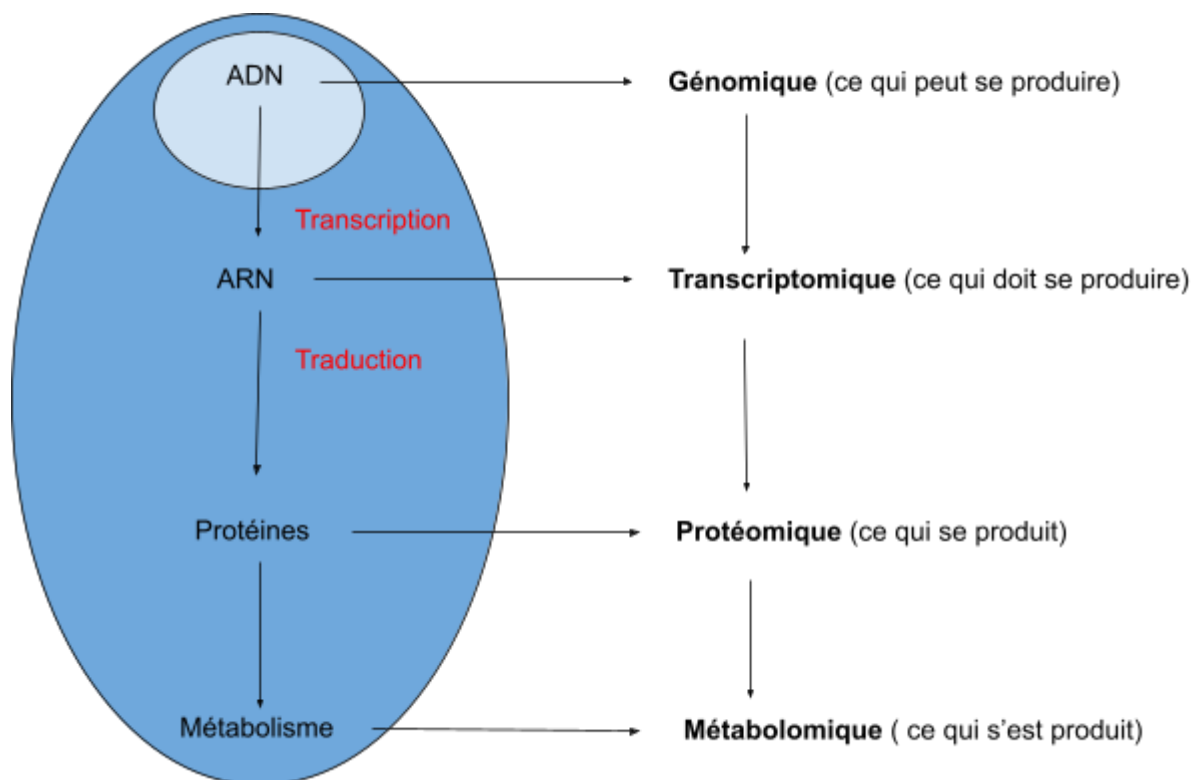 ADN
Génomique (ce qui peut se produire)
Transcription
ARN
Transcriptomique (ce qui doit se produire)
Traduction
Protéines
Protéomique (ce qui se produit)
Métabolisme
Métabolomique ( ce qui s'est produit)